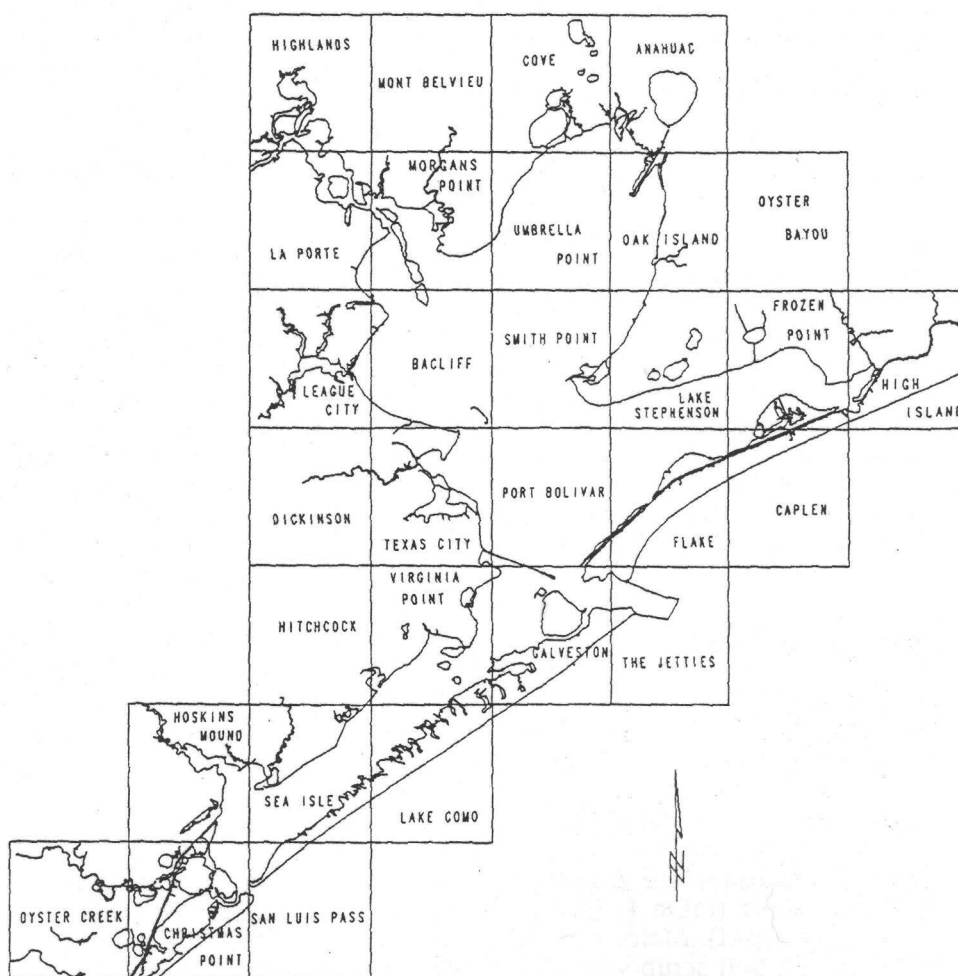 HIGHLANDS
MONT BELVIEU
COVE
ANAHUAC
MORGANS
POINT
LA PORTE
UMBRELLA
POINT
OAK ISLAND
OYSTER
BAYOU
LEAGUE
CITY
BACLIFF
SMITH POINT
LAKE
STEPHENSON
FROZEN
POINT
HIGH
ISLAND
DICKINSON
TEXAS CITY
PORT BOLIVAR
FLAKE
CAPLEN
HITCHCOCK
VIRGINIA
POINT
GALVESTON
THE JETTIES
HOSKINS
MOUND
SEA ISLE
LAKE COMO
OYSTER CREEK
CHRISTMAS
POINT
SAN LUIS PASS
N